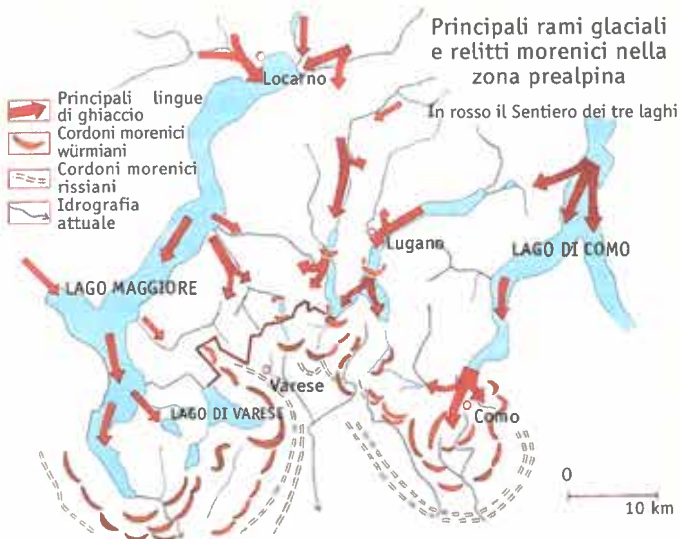 Principali rami glaciali
e relitti morenici nella
zona prealpina
In rosso il Sentiero dei tre laghi
Principali lingue
di ghiaccio
Cordoni morenici
würmiani
Cordoni morenici
rissiani
Idrografia
attuale
Locarno
Lugano
LAGO DI COMO
LAGO MAGGIORE
Varese
LAGO DI VARESE
Como
0
10 km